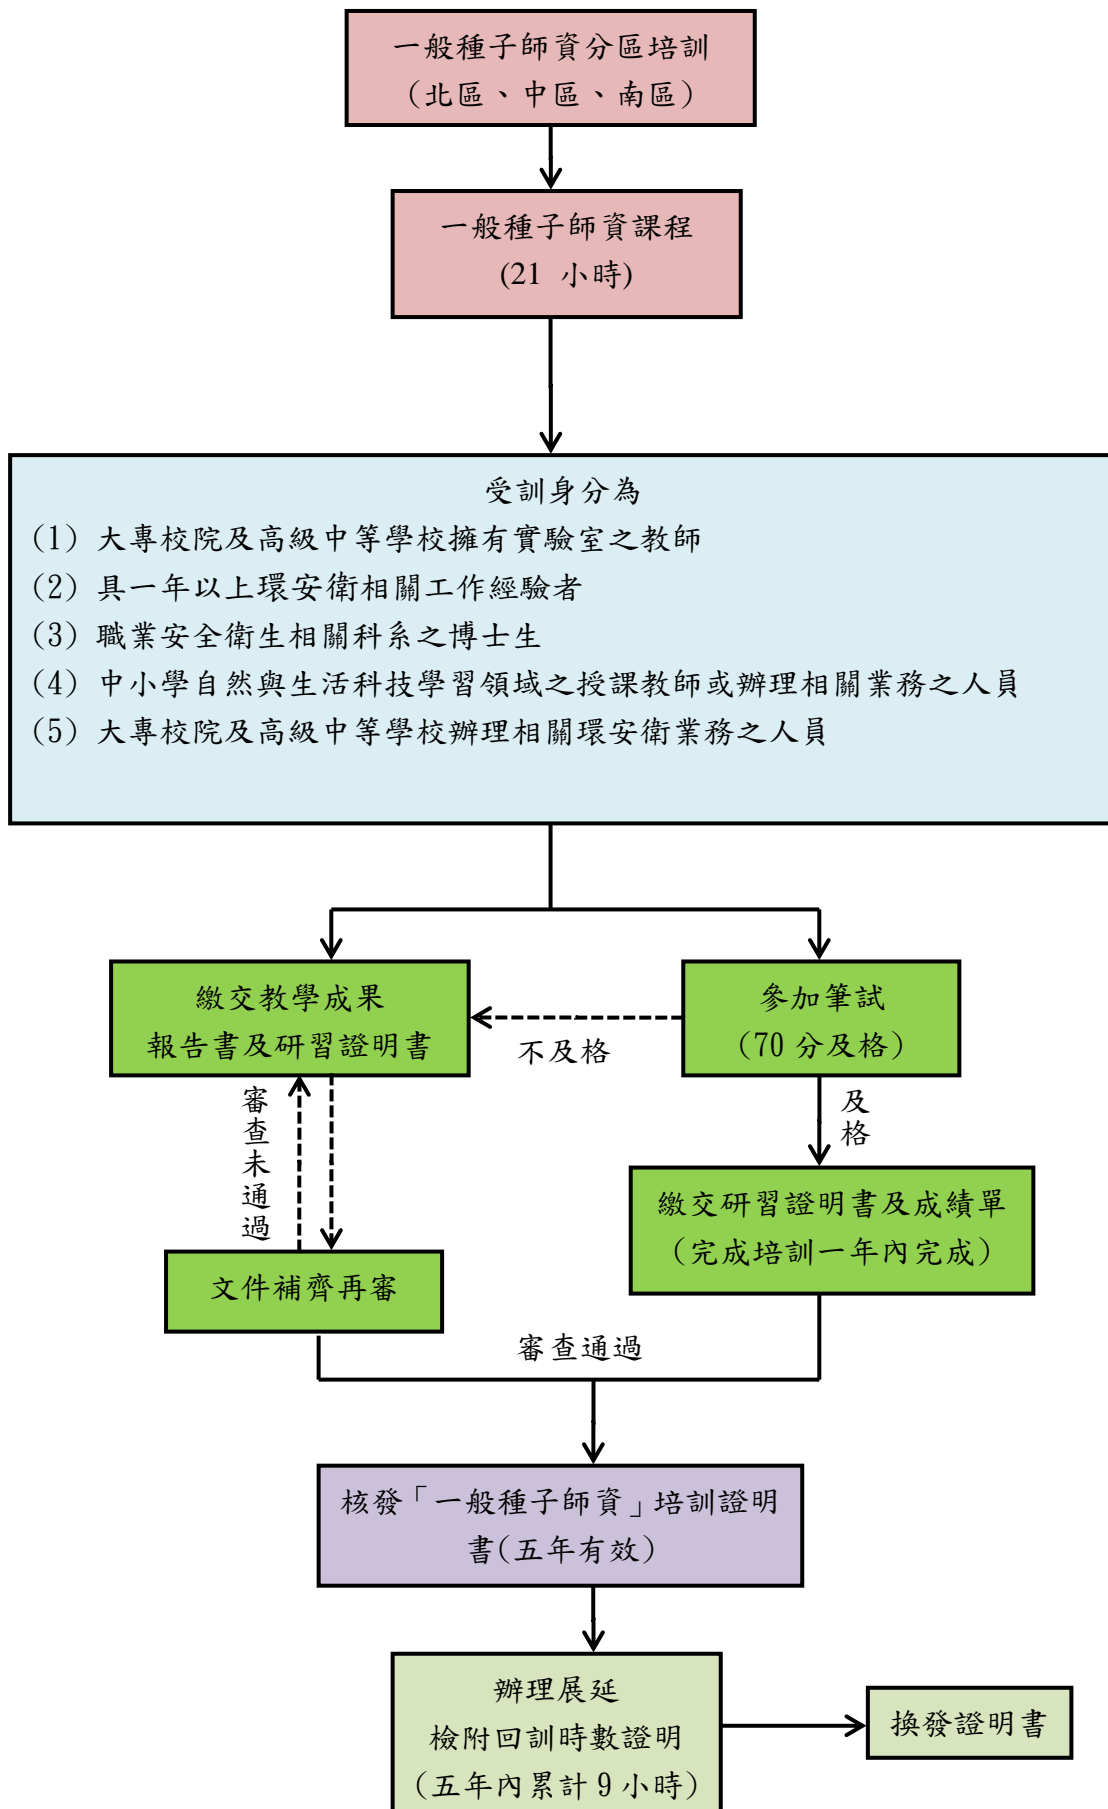 一般種子師資分區培訓
（北區、中區、南區）
一般種子師資課程
(21 小時)
受訓身分為
(1) 大專校院及高級中等學校擁有實驗室之教師
(2) 具一年以上環安衛相關工作經驗者
(3) 職業安全衛生相關科系之博士生
(4) 中小學自然與生活科技學習領域之授課教師或辦理相關業務之人員
(5) 大專校院及高級中等學校辦理相關環安衛業務之人員
繳交教學成果
報告書及研習證明書
參加筆試
（70 分及格）
不及格
審查未通過
及格
繳交研習證明書及成績單
（完成培訓一年內完成）
文件補齊再審
審查通過
核發「一般種子師資」培訓證明
書（五年有效）
辦理展延
檢附回訓時數證明
（五年內累計 9 小時）
換發證明書